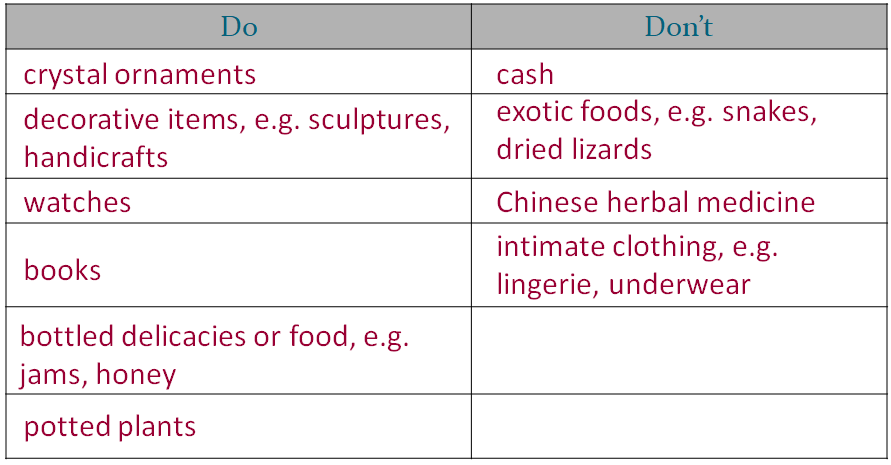 Do Don’t
crystal ornaments cash
decorative items, e.g. sculptures, exotic foods, e.g. snakes,
handicrafts dried lizards
watches Chinese herbal medicine
books intimate clothing, e.g.
lingerie, underwear
bottled delicacies or food, e.g.
jams, honey
potted plants